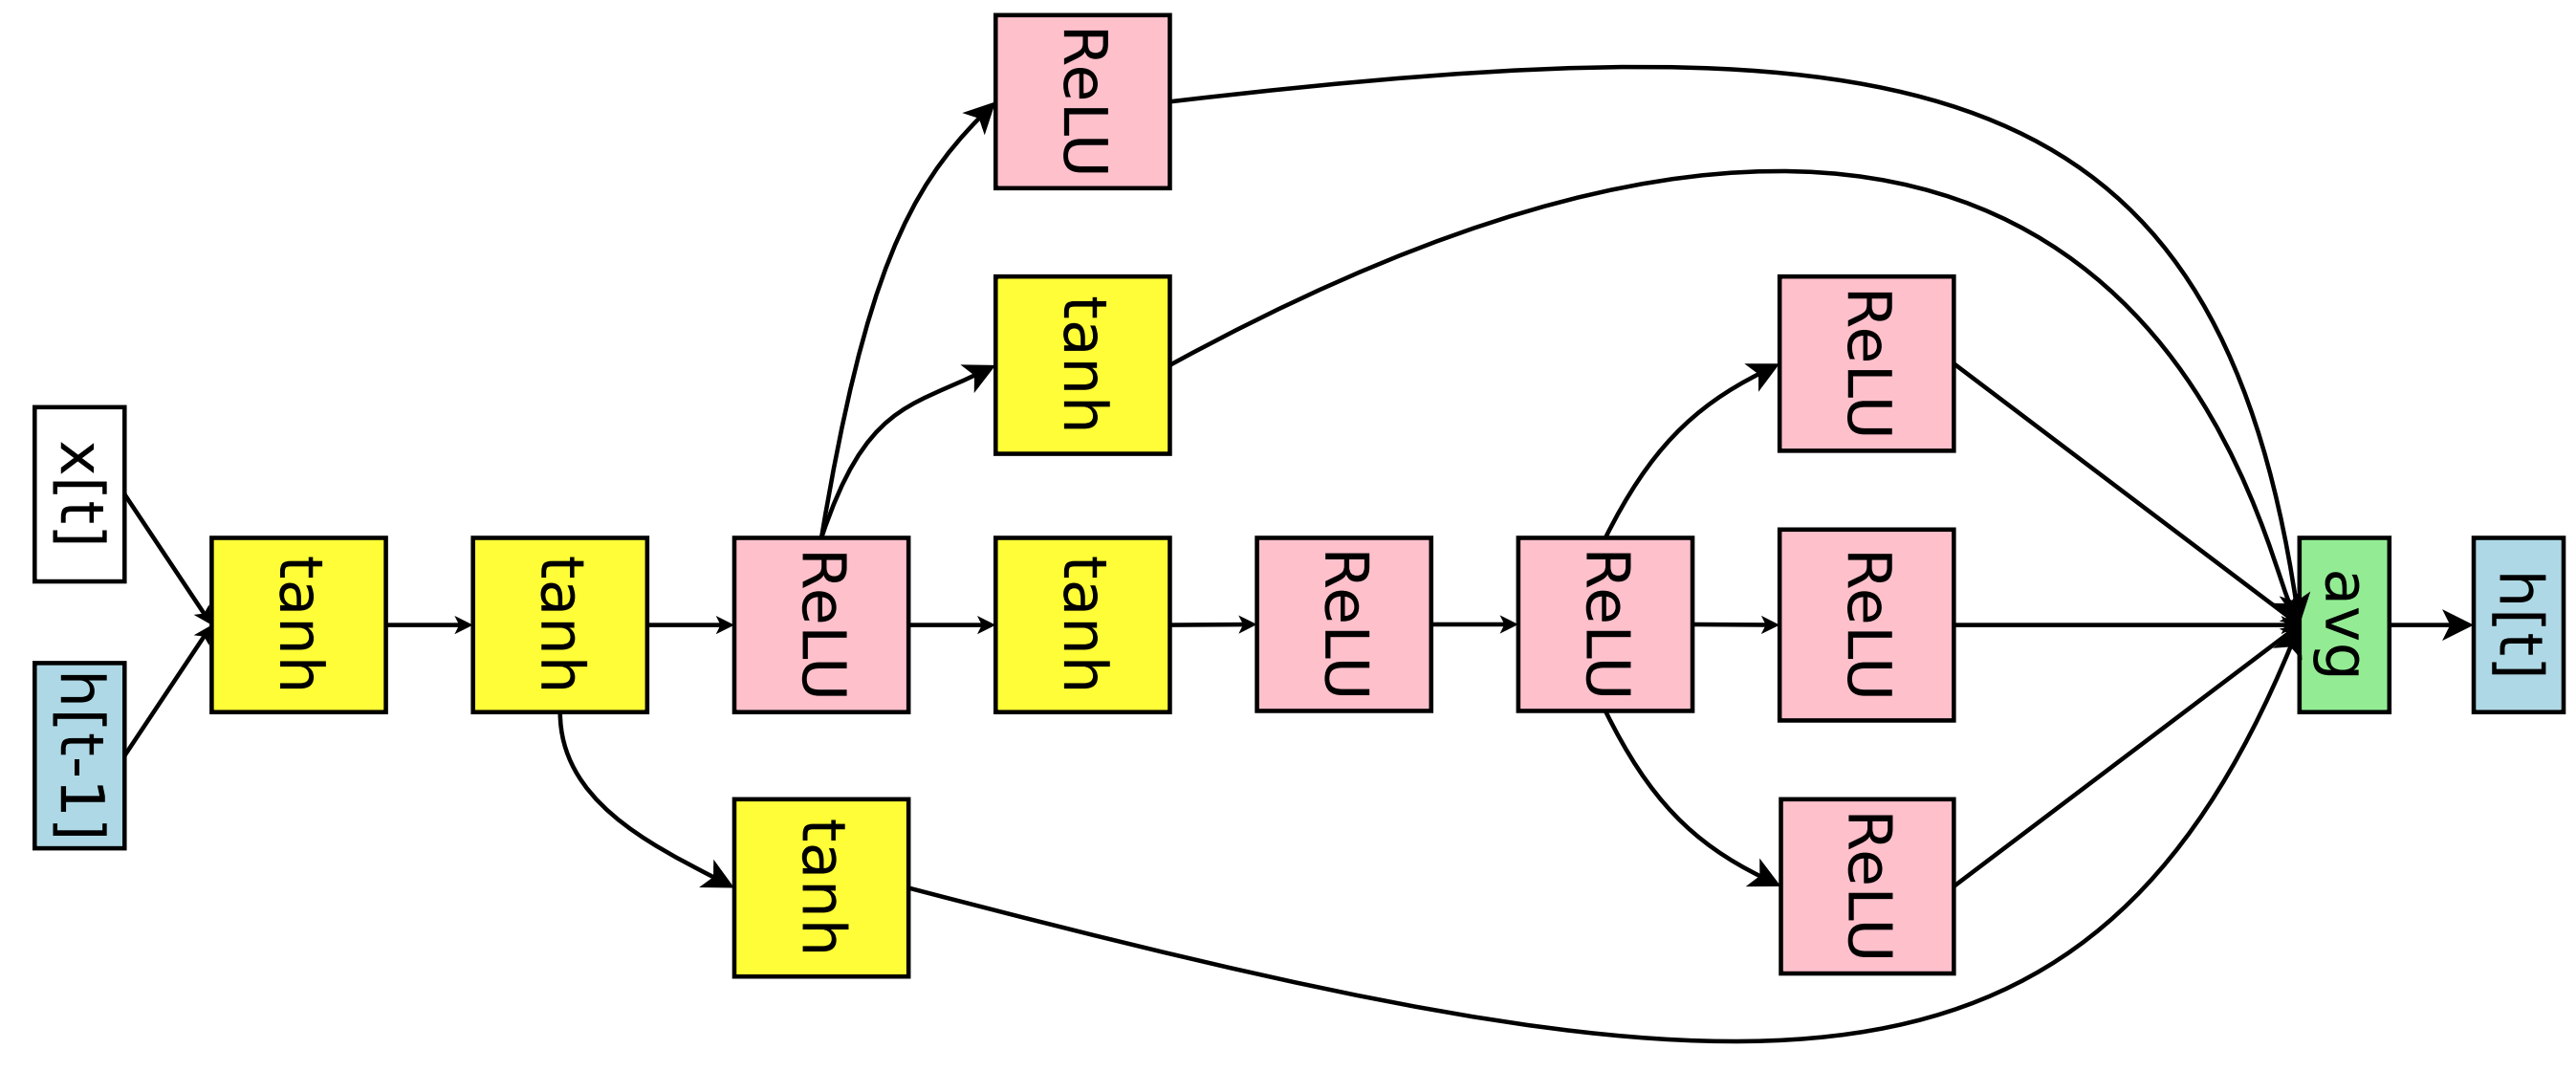 ReLU
tanh
ReLU
x[t]
h[t-1]
tanh
tanh
ReLU
tanh
ReLU
ReLU
ReLU
avg
h[t]
tanh
ReLU